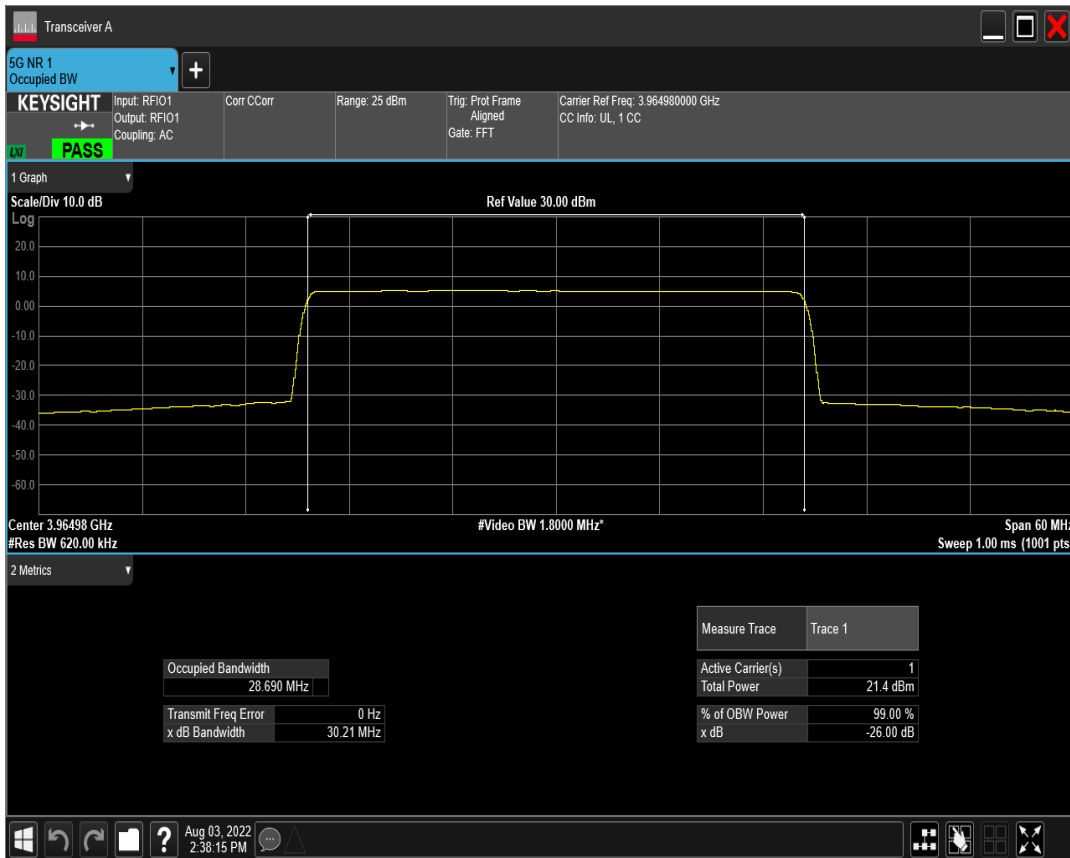 Transceiver A
5G NR 1
Occupied BW
+
KEYSIGHT
LXI
PASS
Input: RFIO1
Output: RFIO1
Coupling: AC
Corr CCorr
Range: 25 dBm
Trig: Prot Frame
Aligned
Gate: FFT
Carrier Ref Freq: 3.964980000 GHz
CC Info: UL, 1 CC
1 Graph
Scale/Div 10.0 dB
Ref Value 30.00 dBm
Log
20.0
10.0
0.00
-10.0
-20.0
-30.0
-40.0
-50.0
-60.0
Center 3.96498 GHz
#Video BW 1.8000 MHz*
Span 60 MHz
#Res BW 620.00 kHz
Sweep 1.00 ms (1001 pts
2 Metrics
Measure Trace Trace 1
Occupied Bandwidth
28.690 MHz
Active Carrier(s) 1
Total Power 21.4 dBm
Transmit Freq Error 0 Hz
x dB Bandwidth 30.21 MHz
% of OBW Power 99.00 %
x dB -26.00 dB
?
Aug 03, 2022
2:38:15 PM